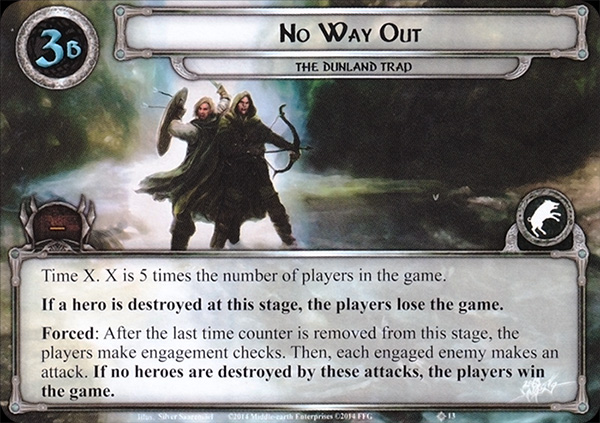 3B
No Way Out
The Dunland Trap
Time X. X is 5 times the number of players in the game.
If a hero is destroyed at this stage, the players lose the game.
Forced: After the last time counter is removed from this stage, the
players make engagement checks. Then, each engaged enemy makes an
attack. If no heroes are destroyed by these attacks, the players win
the game.
Illus. Silver Saaremäel ©2014 Middle-earth Enterprises ©2014 FFG 13